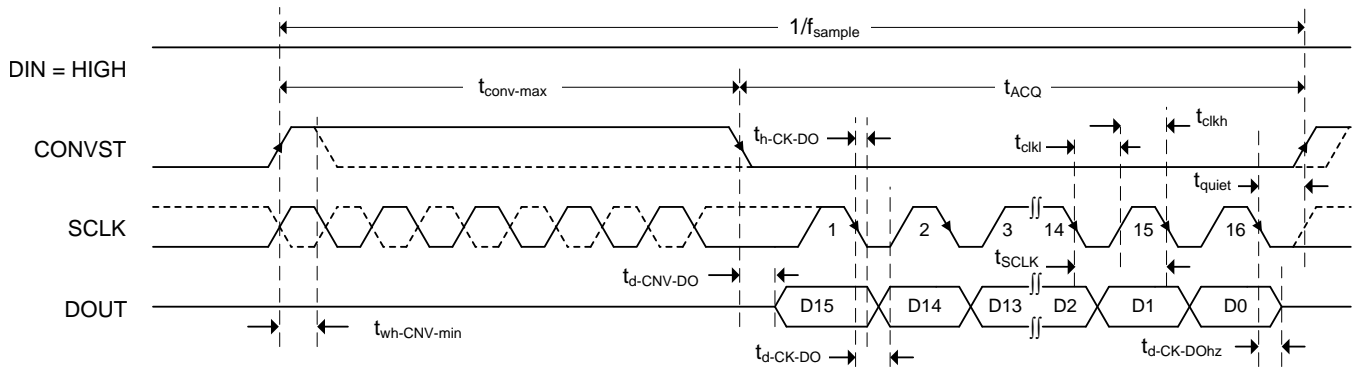 1/fsample
DIN = HIGH
tconv-max
tACQ
CONVST
th-CK-DO
tclkl
tclkh
tquiet
SCLK
1 2 3 14 15 16
tSCLK
td-CNV-DO
DOUT
D15 D14 D13 D2 D1 D0
twh-CNV-min
td-CK-DO
td-CK-DOhz